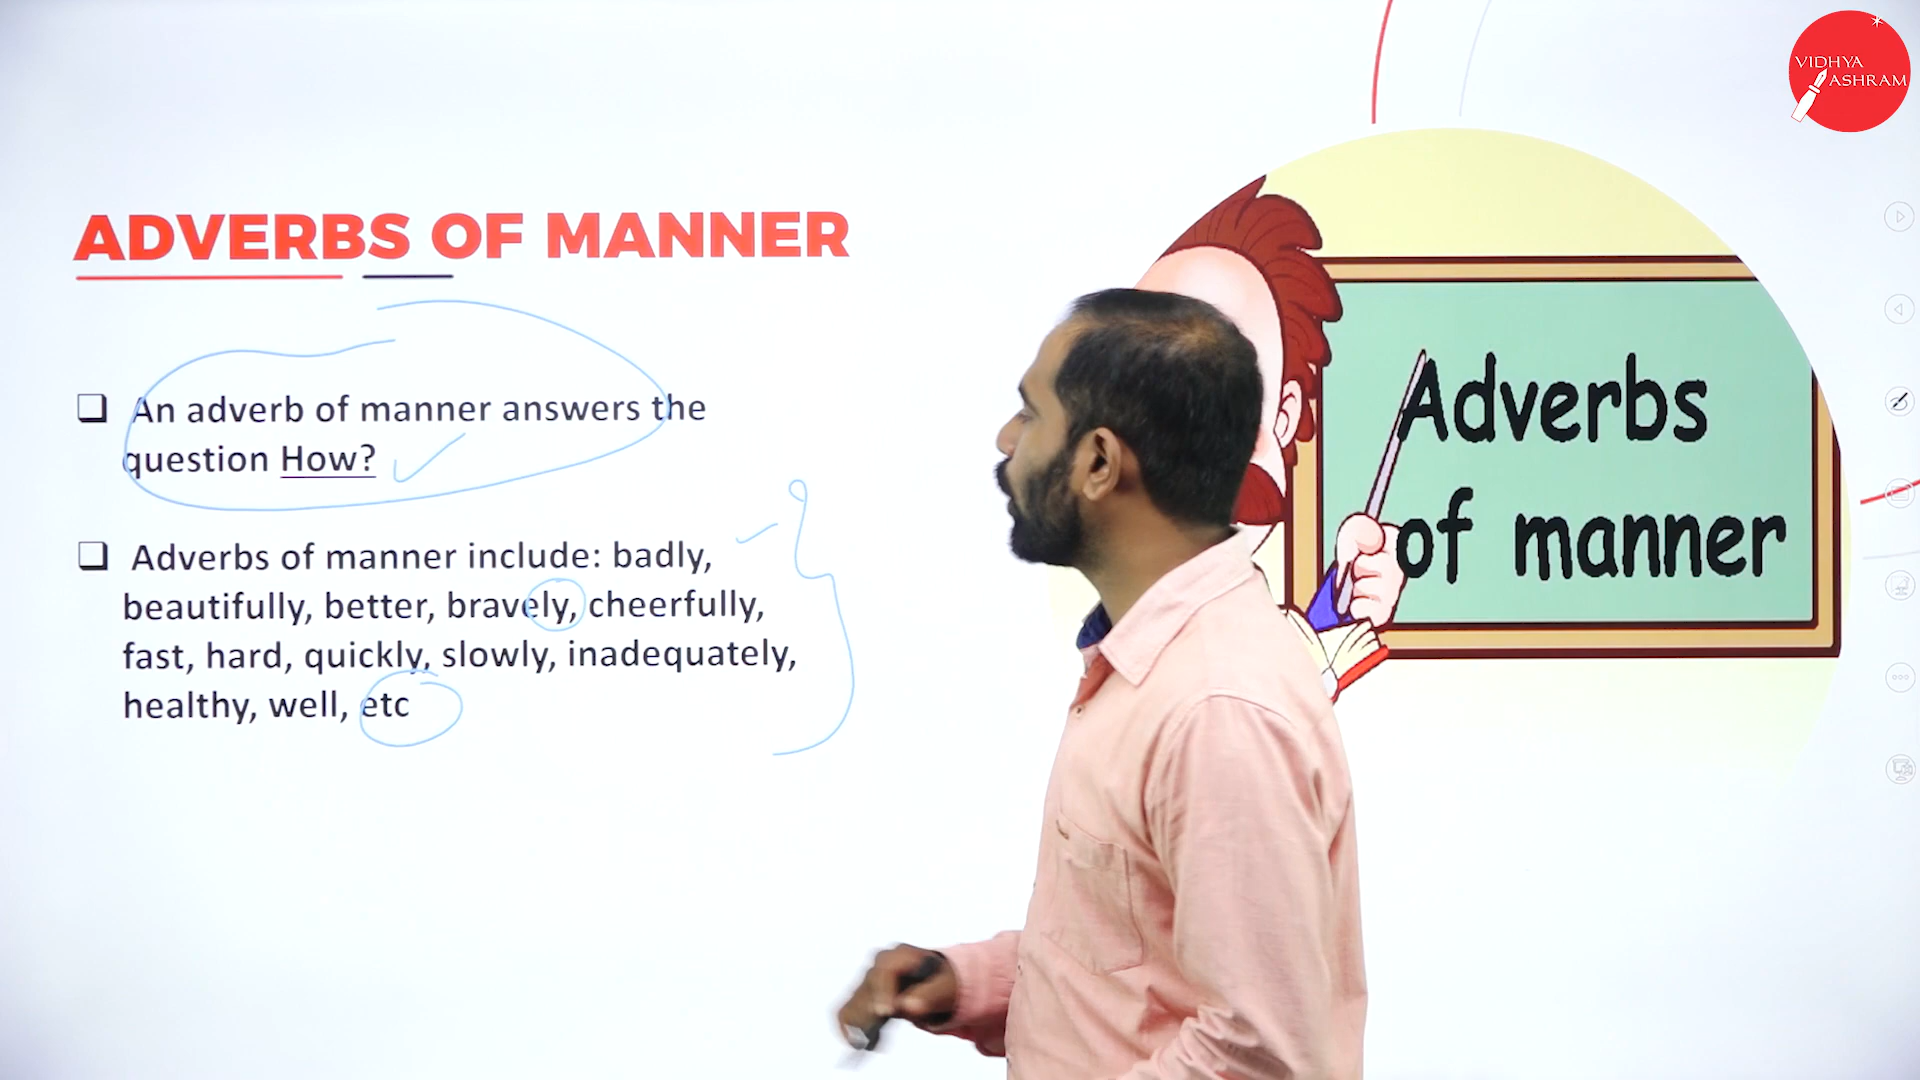 VIDHYA
ASHRAM
ADVERBS OF MANNER
❑ An adverb of manner answers the
question How?
❑ Adverbs of manner include: badly,
beautifully, better, bravely, cheerfully,
fast, hard, quickly, slowly, inadequately,
healthy, well, etc
Adverbs
of manner